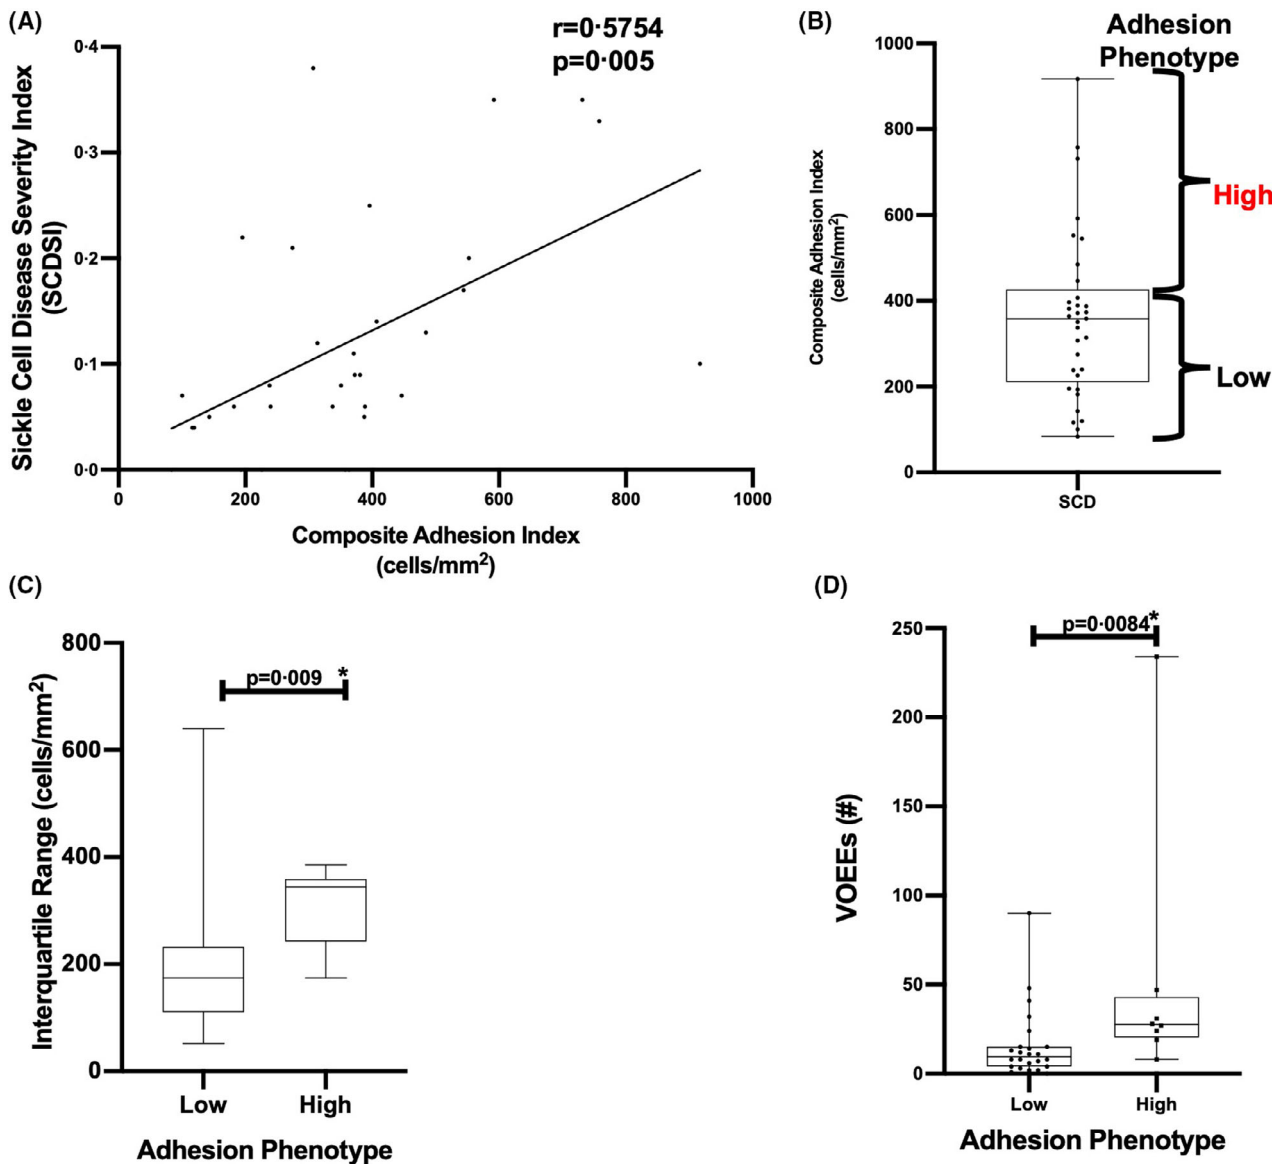 (A)
r=0·5754
p=0·005
0·4
0·3
0·2
0·1
0·0
Sickle Cell Disease Severity Index
(SCDSI)
0 200 400 600 800 1000
Composite Adhesion Index
(cells/mm²)
(B)
Adhesion
Phenotype
1000
800
600
400
200
0
Composite Adhesion Index
(cells/mm²)
High
Low
SCD
(C)
800
600
400
200
0
Interquartile Range (cells/mm²)
p=0·009 *
Low High
Adhesion Phenotype
(D)
250
200
150
100
50
0
VOEEs (#)
p=0·0084*
Low High
Adhesion Phenotype